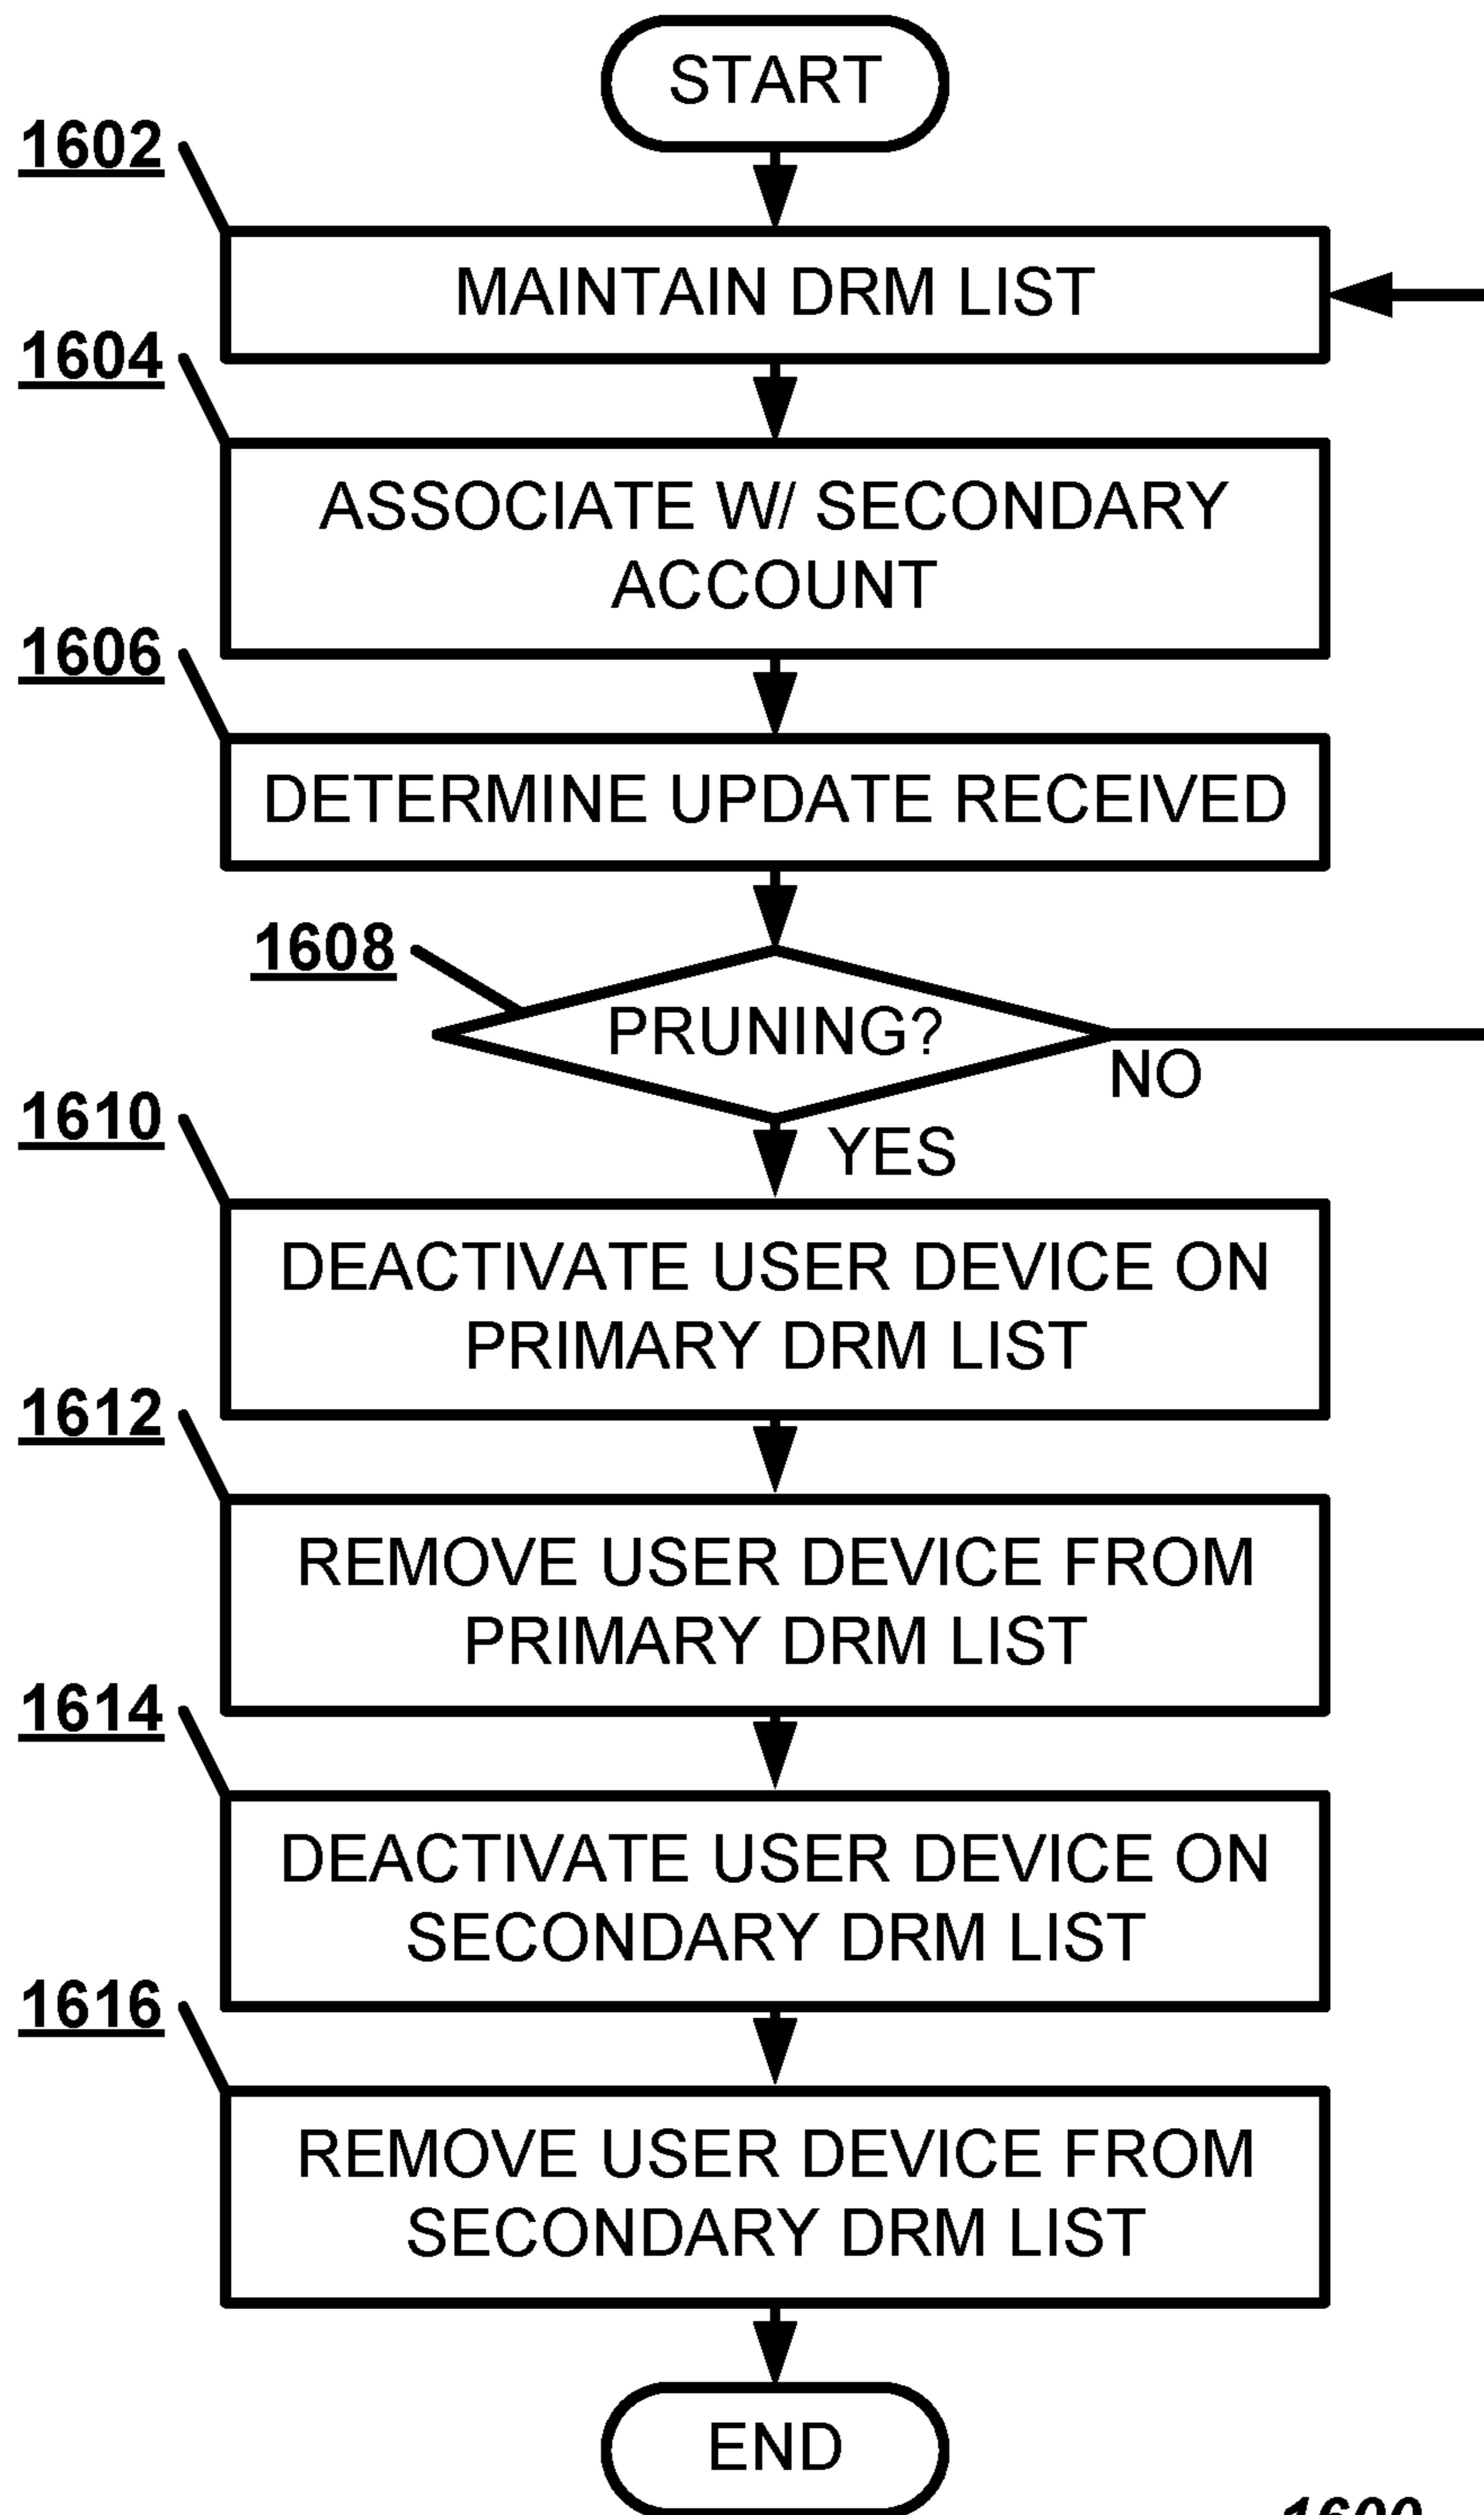 START
1602
MAINTAIN DRM LIST
1604
ASSOCIATE W/ SECONDARY
ACCOUNT
1606
DETERMINE UPDATE RECEIVED
1608
PRUNING?
NO
YES
1610
DEACTIVATE USER DEVICE ON
PRIMARY DRM LIST
1612
REMOVE USER DEVICE FROM
PRIMARY DRM LIST
1614
DEACTIVATE USER DEVICE ON
SECONDARY DRM LIST
1616
REMOVE USER DEVICE FROM
SECONDARY DRM LIST
END